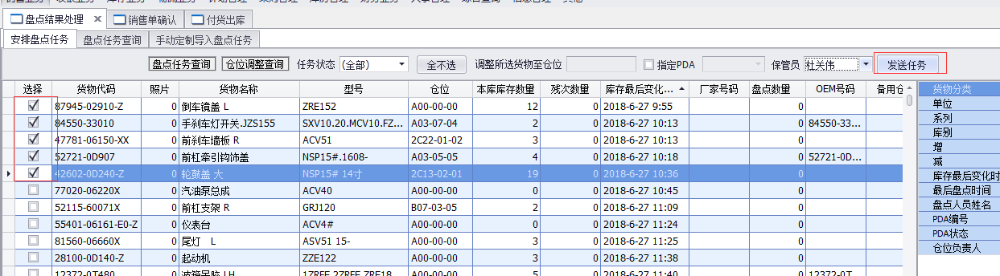 盘点结果处理 销售单确认 付货出库
安排盘点任务 盘点任务查询 手动定制导入盘点任务
盘点任务查询 仓位调整查询 任务状态 (全部) 全不选 调整所选货物至仓位 指定PDA 保管员 杜关伟 发送任务
选择 货物代码 照片 货物名称 型号 仓位 本库库存数量 残次数量 库存最后变化... 厂家号码 盘点数量 OEM号码 备用仓
87945-02910-Z 0 倒车镜盖 L ZRE152 A00-00-00 12 0 2018-6-27 9:55 0
84550-33010 0 手刹车灯开关.JZS155 SXV10.20.MCV10.FZ... A03-07-04 2 0 2018-6-27 10:13 0 84550-33...
47781-06150-XX 0 前刹车墙板 R ACV51 2C22-01-02 3 0 2018-6-27 10:13 0
52721-0D907 0 前杠牵引钩饰盖 NSP15#.1608- A03-05-05 4 0 2018-6-27 10:18 0 52721-0D...
42602-0D240-Z 0 轮鼓盖 大 NSP15# 14寸 2C13-02-01 19 0 2018-6-27 10:36 0
77020-06220X 0 汽油泵总成 ACV40 A00-00-00 0 0 2018-6-27 10:45 0
52115-60071X 0 前杠支架 R GRJ120 B07-03-05 2 0 2018-6-27 11:09 0
55401-06161-E0-Z 0 仪表台 ACV4# A00-00-00 0 0 2018-6-27 11:24 0
81560-06660X 0 尾灯 L ASV51 15- A00-00-00 3 0 2018-6-27 11:25 0
28100-0D140-Z 0 起动机 ZZE122 A00-00-00 3 0 2018-6-27 11:38 0
货物分类
单位
系列
库别
增
减
库存最后变化时
最后盘点时间
盘点人员姓名
PDA编号
PDA状态
仓位负责人